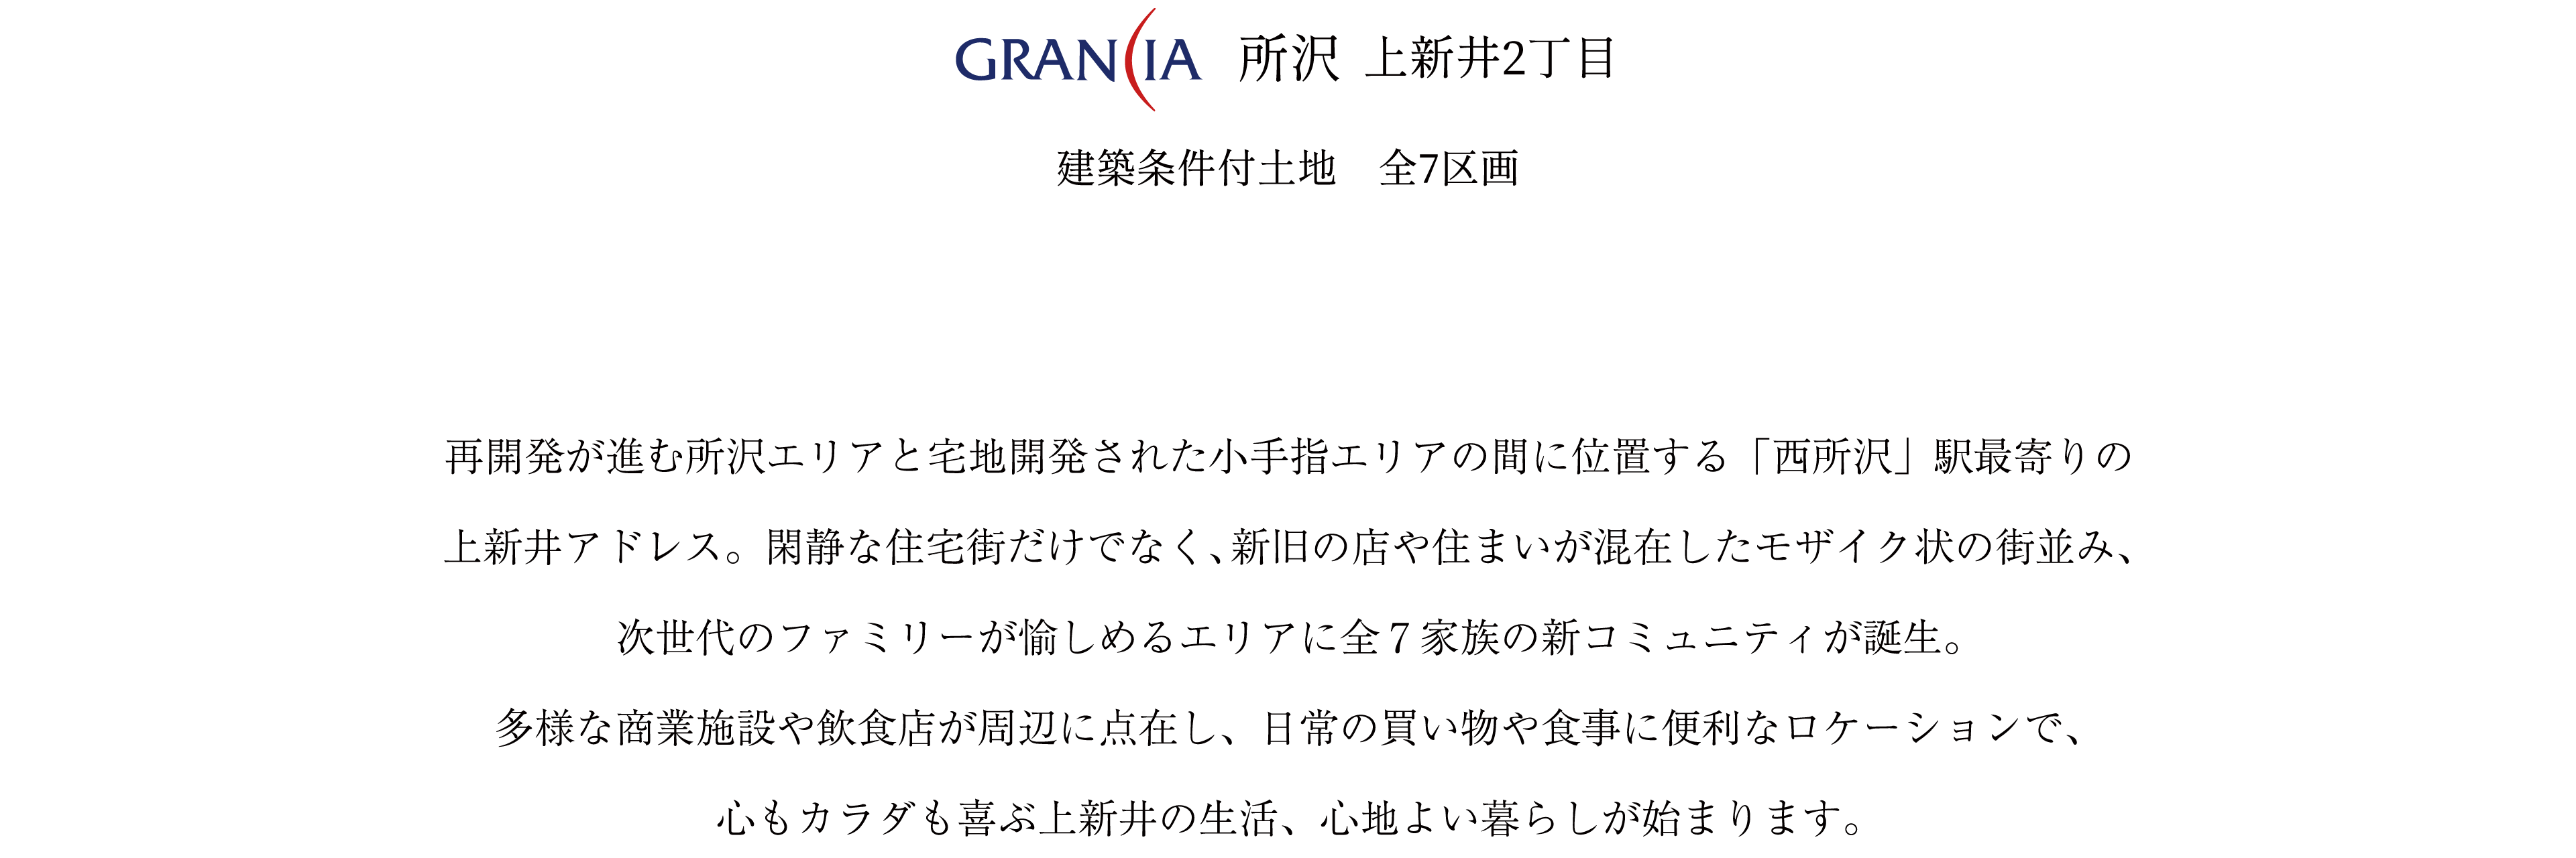 GRANCIA 所沢 上新井2丁目
建築条件付土地　全7区画
再開発が進む所沢エリアと宅地開発された小手指エリアの間に位置する「西所沢」駅最寄りの
上新井アドレス。閑静な住宅街だけでなく、新旧の店や住まいが混在したモザイク状の街並み、
次世代のファミリーが愉しめるエリアに全７家族の新コミュニティが誕生。
多様な商業施設や飲食店が周辺に点在し、日常の買い物や食事に便利なロケーションで、
心もカラダも喜ぶ上新井の生活、心地よい暮らしが始まります。